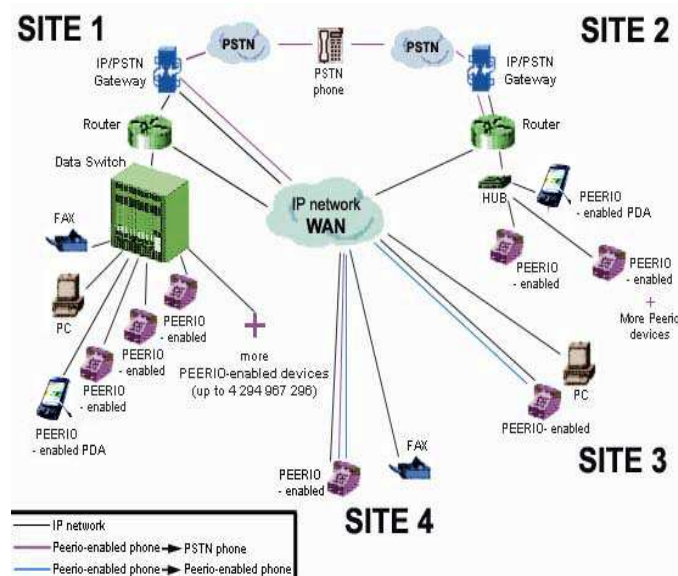 SITE 1
SITE 2
PSTN
PSTN
PSTN
phone
IP/PSTN
Gateway
IP/PSTN
Gateway
Router
Router
Data Switch
HUB
PEERIO
- enabled PDA
IP network
WAN
FAX
PC
PEERIO
- enabled
PEERIO
- enabled
PEERIO
- enabled
PEERIO
- enabled PDA
+
more
PEERIO-enabled devices
(up to 4 294 967 296)
PEERIO
- enabled
PEERIO
- enabled
+
More Peerio
devices
PC
PEERIO- enabled
SITE 3
PEERIO
- enabled
FAX
SITE 4
IP network
Peerio-enabled phone PSTN phone
Peerio-enabled phone Peerio-enabled phone